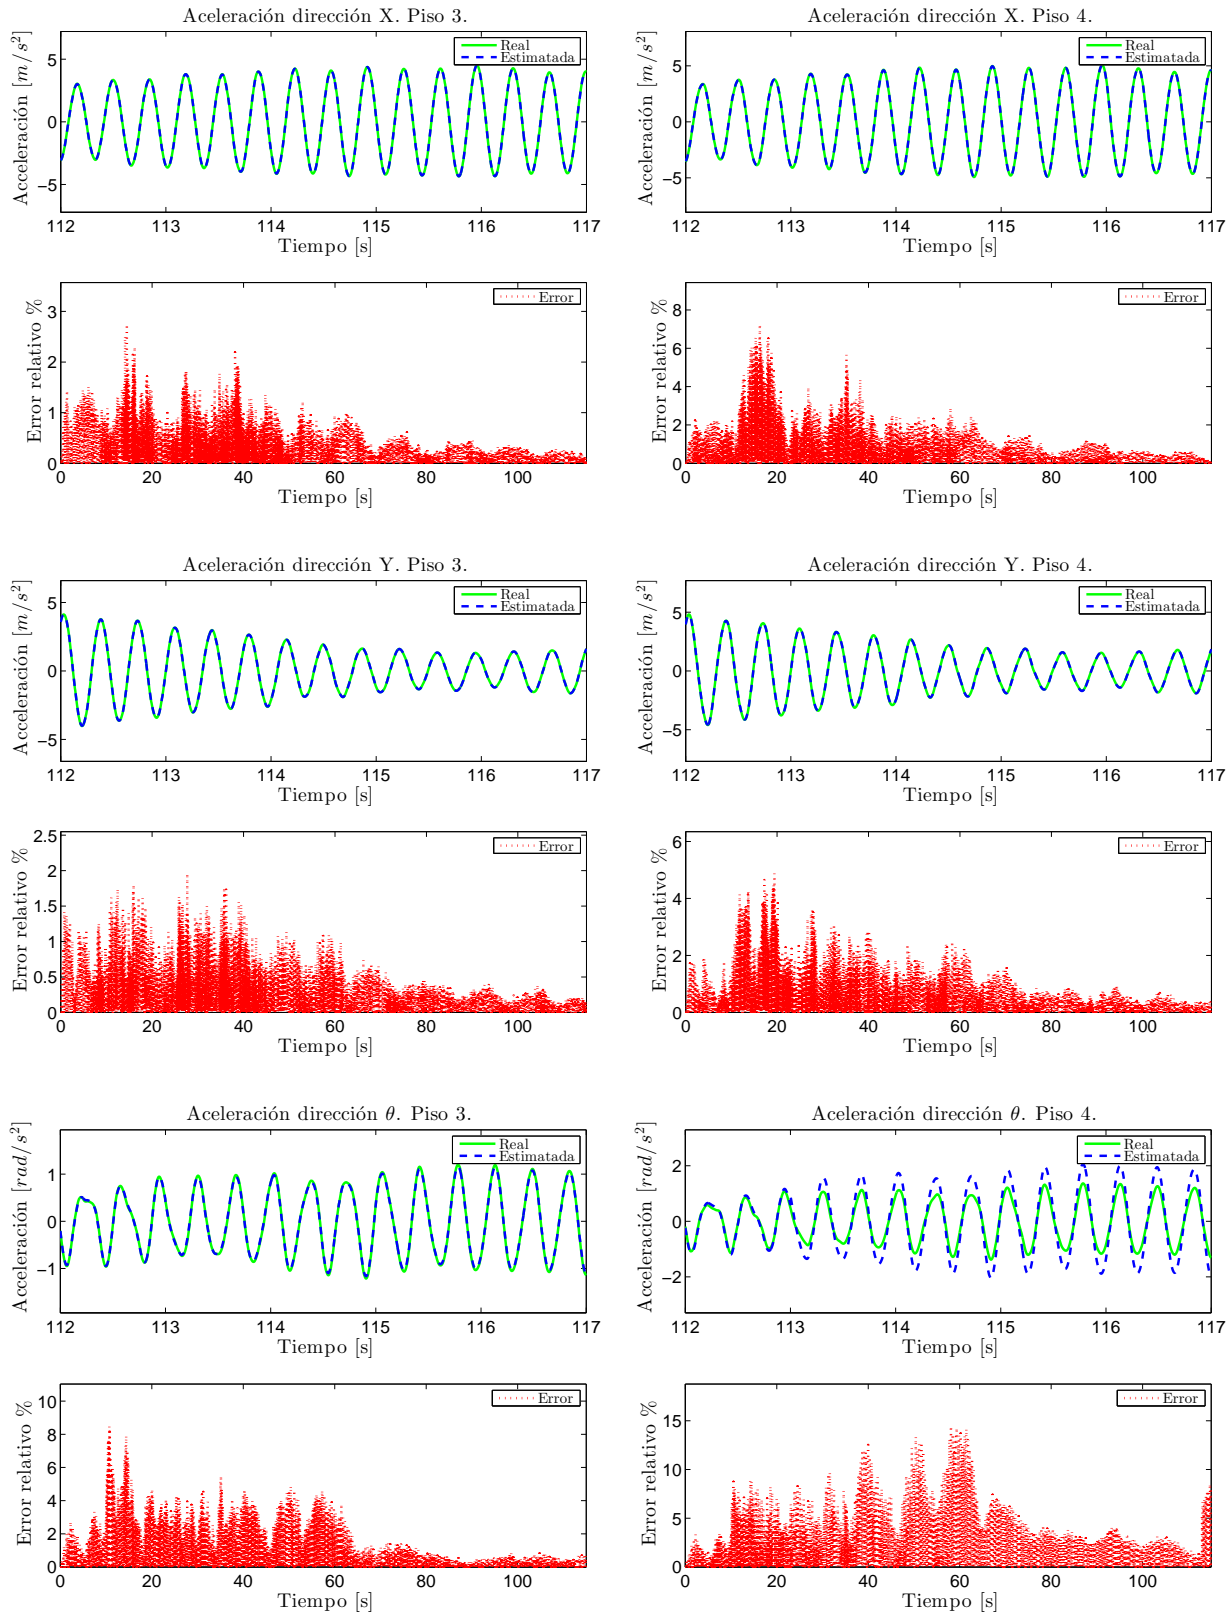 Aceleración dirección X. Piso 3.
Acceleración [m/s²]
5
0
−5
Real
Estimatada
112 113 114 115 116 117
Tiempo [s]
Error relativo %
3
2
1
0
Error
0 20 40 60 80 100
Tiempo [s]
Aceleración dirección X. Piso 4.
Acceleración [m/s²]
5
0
−5
Real
Estimatada
112 113 114 115 116 117
Tiempo [s]
Error relativo %
8
6
4
2
0
Error
0 20 40 60 80 100
Tiempo [s]
Aceleración dirección Y. Piso 3.
Acceleración [m/s²]
5
0
−5
Real
Estimatada
112 113 114 115 116 117
Tiempo [s]
Error relativo %
2.5
2
1.5
1
0.5
0
Error
0 20 40 60 80 100
Tiempo [s]
Aceleración dirección Y. Piso 4.
Acceleración [m/s²]
5
0
−5
Real
Estimatada
112 113 114 115 116 117
Tiempo [s]
Error relativo %
6
4
2
0
Error
0 20 40 60 80 100
Tiempo [s]
Aceleración dirección θ. Piso 3.
Acceleración [rad/s²]
1
0
−1
Real
Estimatada
112 113 114 115 116 117
Tiempo [s]
Error relativo %
10
8
6
4
2
0
Error
0 20 40 60 80 100
Tiempo [s]
Aceleración dirección θ. Piso 4.
Acceleración [rad/s²]
2
0
−2
Real
Estimatada
112 113 114 115 116 117
Tiempo [s]
Error relativo %
15
10
5
0
Error
0 20 40 60 80 100
Tiempo [s]